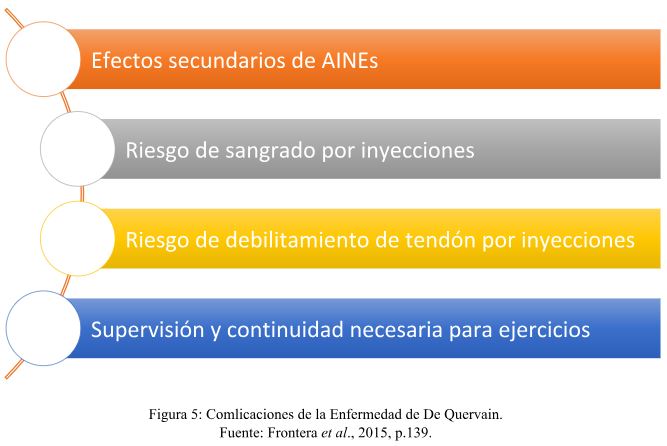 Efectos secundarios de AINEs
Riesgo de sangrado por inyecciones
Riesgo de debilitamiento de tendón por inyecciones
Supervisión y continuidad necesaria para ejercicios
Figura 5: Comlicaciones de la Enfermedad de De Quervain.
Fuente: Frontera et al., 2015, p.139.